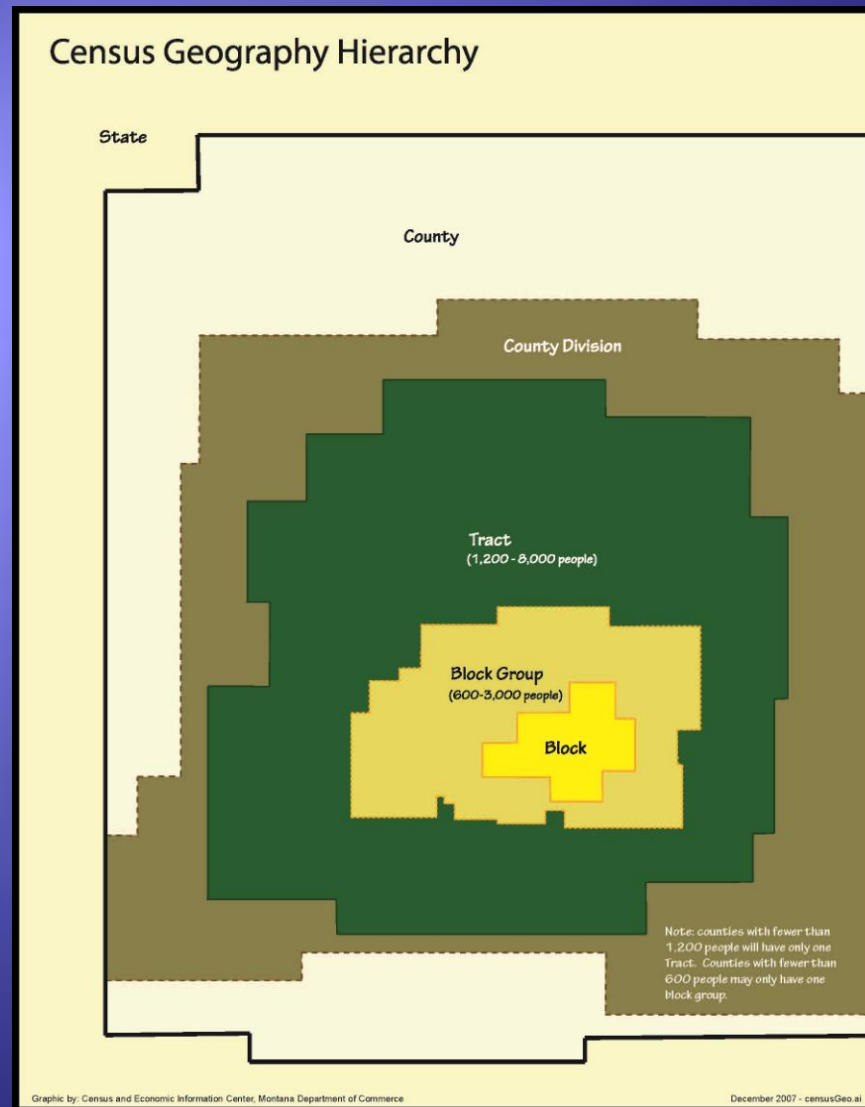 Census Geography Hierarchy
State
County
County Division
Tract
(1,200 - 8,000 people)
Block Group
(600-3,000 people)
Block
Note: counties with fewer than
1,200 people will have only one
Tract. Counties with fewer than
600 people may only have one
block group.
Graphic by: Census and Economic Information Center, Montana Department of Commerce
December 2007 - censusGeo.ai